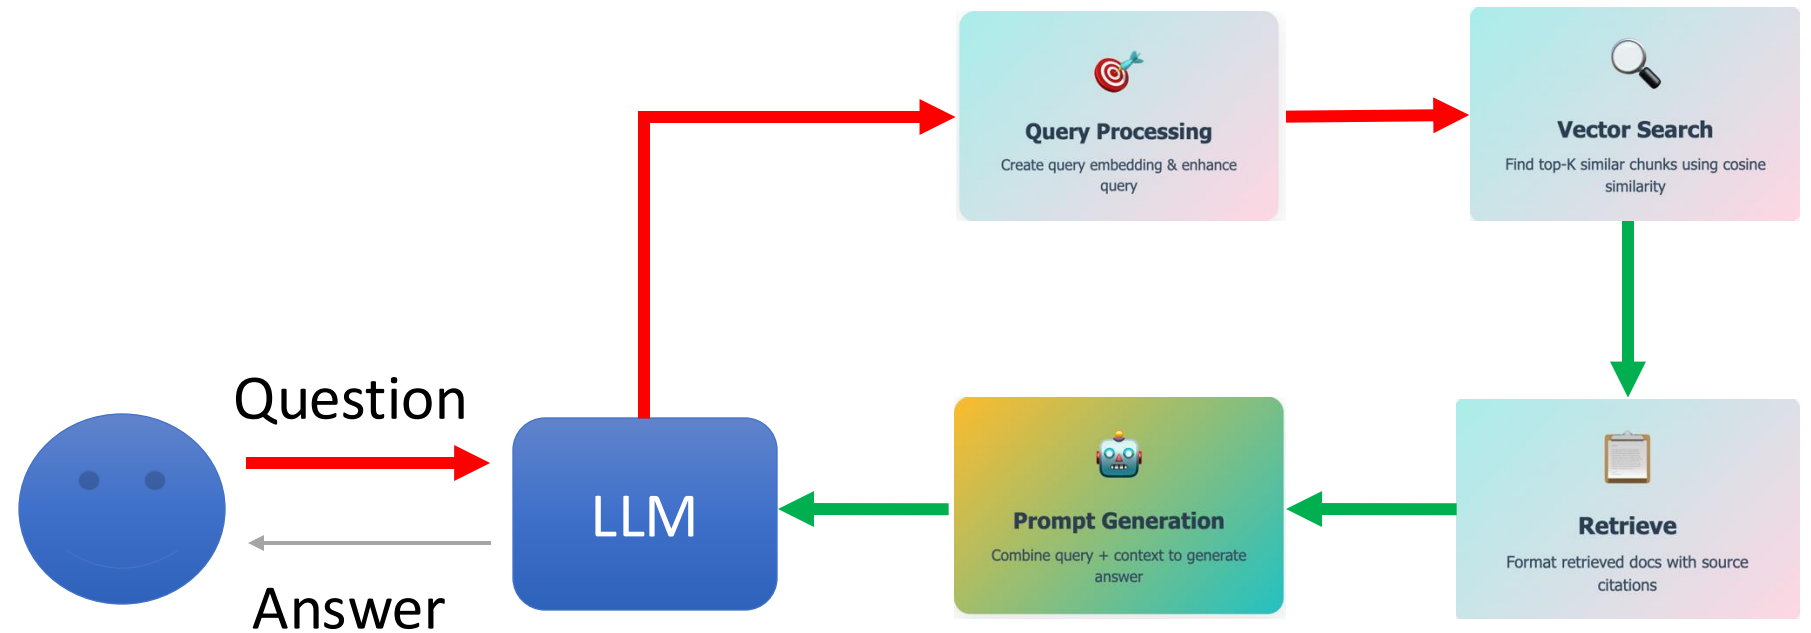 Query Processing
Create query embedding & enhance
query
Vector Search
Find top-K similar chunks using cosine
similarity
Question
Answer
LLM
Prompt Generation
Combine query + context to generate
answer
Retrieve
Format retrieved docs with source
citations